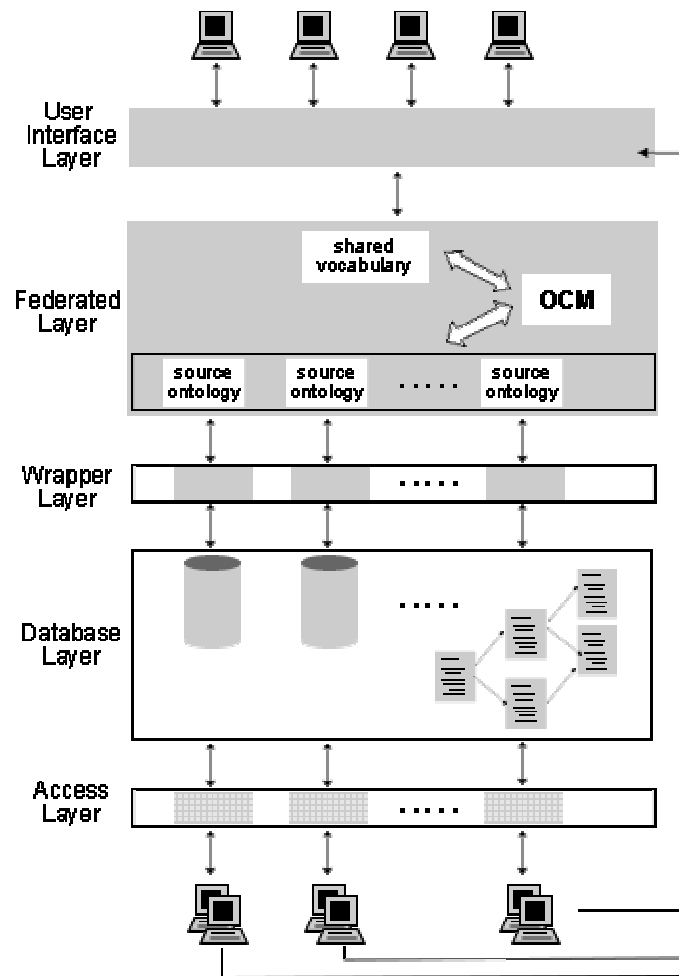 User
Interface
Layer
Federated
Layer
shared
vocabulary
OCM
source
ontology
source
ontology
.....
source
ontology
Wrapper
Layer
.....
Database
Layer
.....
Access
Layer
.....